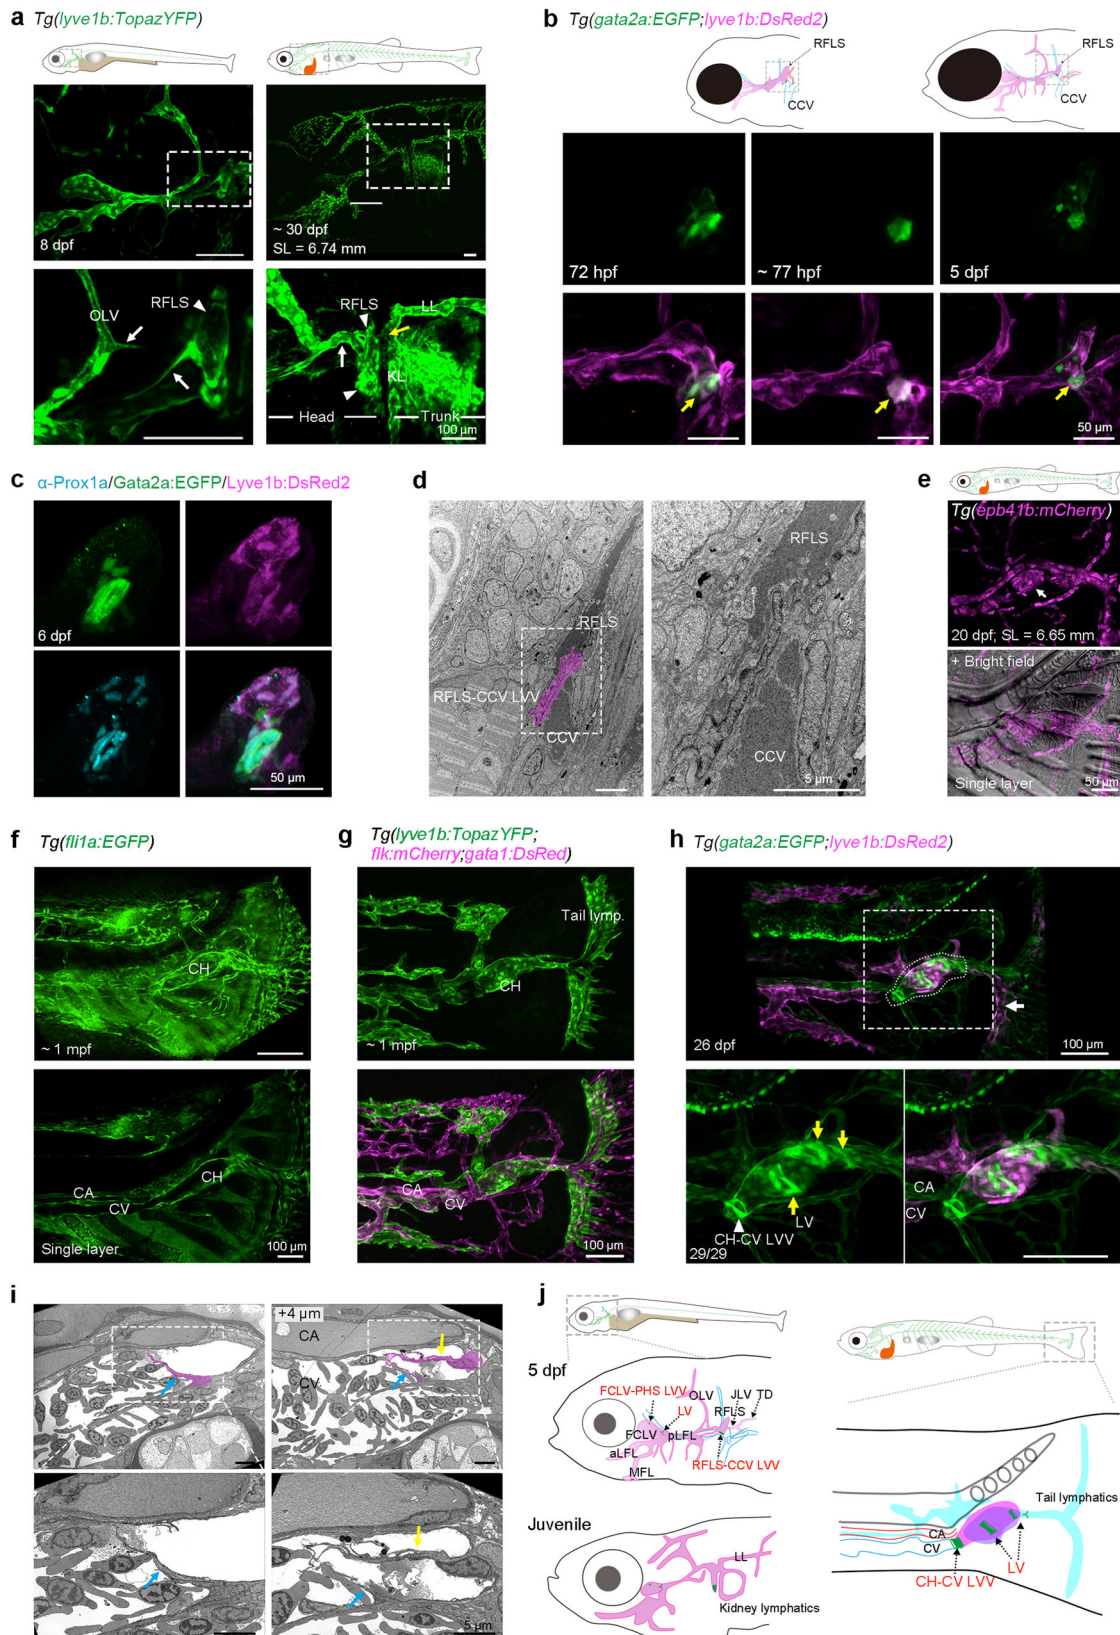 a
Tg(lyve1b:TopazYFP)
8 dpf
~ 30 dpf
SL = 6.74 mm
OLV
RFLS
RFLS
LL
KL
Head
Trunk
100 µm
b
Tg(gata2a:EGFP;lyve1b:DsRed2)
RFLS
CCV
RFLS
CCV
72 hpf
~ 77 hpf
5 dpf
50 µm
c
α-Prox1a/Gata2a:EGFP/Lyve1b:DsRed2
6 dpf
50 µm
d
RFLS
RFLS-CCV LVV
CCV
RFLS
CCV
5 µm
e
Tg(epb41b:mCherry)
20 dpf; SL = 6.65 mm
+ Bright field
Single layer
50 µm
f
Tg(fli1a:EGFP)
CH
~ 1 mpf
CH
CA
CV
Single layer
100 µm
g
Tg(lyve1b:TopazYFP;
flk:mCherry;gata1:DsRed)
Tail lymp.
CH
~ 1 mpf
CA
CV
100 µm
h
Tg(gata2a:EGFP;lyve1b:DsRed2)
26 dpf
100 µm
LV
CH-CV LVV
29/29
CA
CV
i
+4 µm
CA
CV
5 µm
j
5 dpf
FCLV-PHS LVV
LV
OLV
JLV TD
RFLS
FCLV
pLFL
aLFL
MFL
RFLS-CCV LVV
Juvenile
LL
Kidney lymphatics
Tail lymphatics
CA
CV
LV
CH-CV LVV